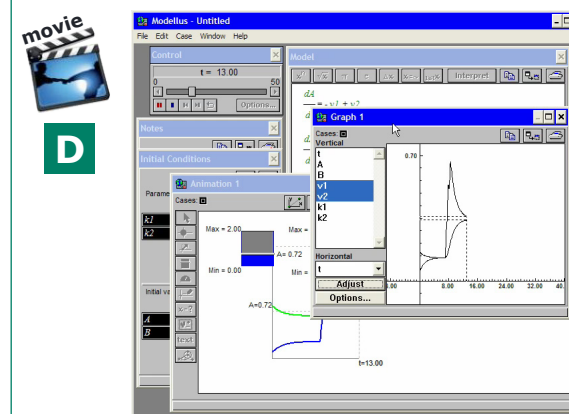 movie
D
Modellus - Untitled
File Edit Case Window Help
Control
t = 13.00
0 50
Options...
Notes
Initial Conditions
Parame
k1
k2
Initial va
A
B
Model
Interpret
dA
= - v1 + v2
d
d
Graph 1
Cases:
Vertical
t
A
B
v1
v2
k1
k2
Horizontal
t
Adjust
Options...
0.70
8.00 16.00 24.00 32.00 40.
Animation 1
Cases:
Max = 2.00 Max =
A= 0.72
Min = 0.00 Min =
A=0.72
t=13.00
text